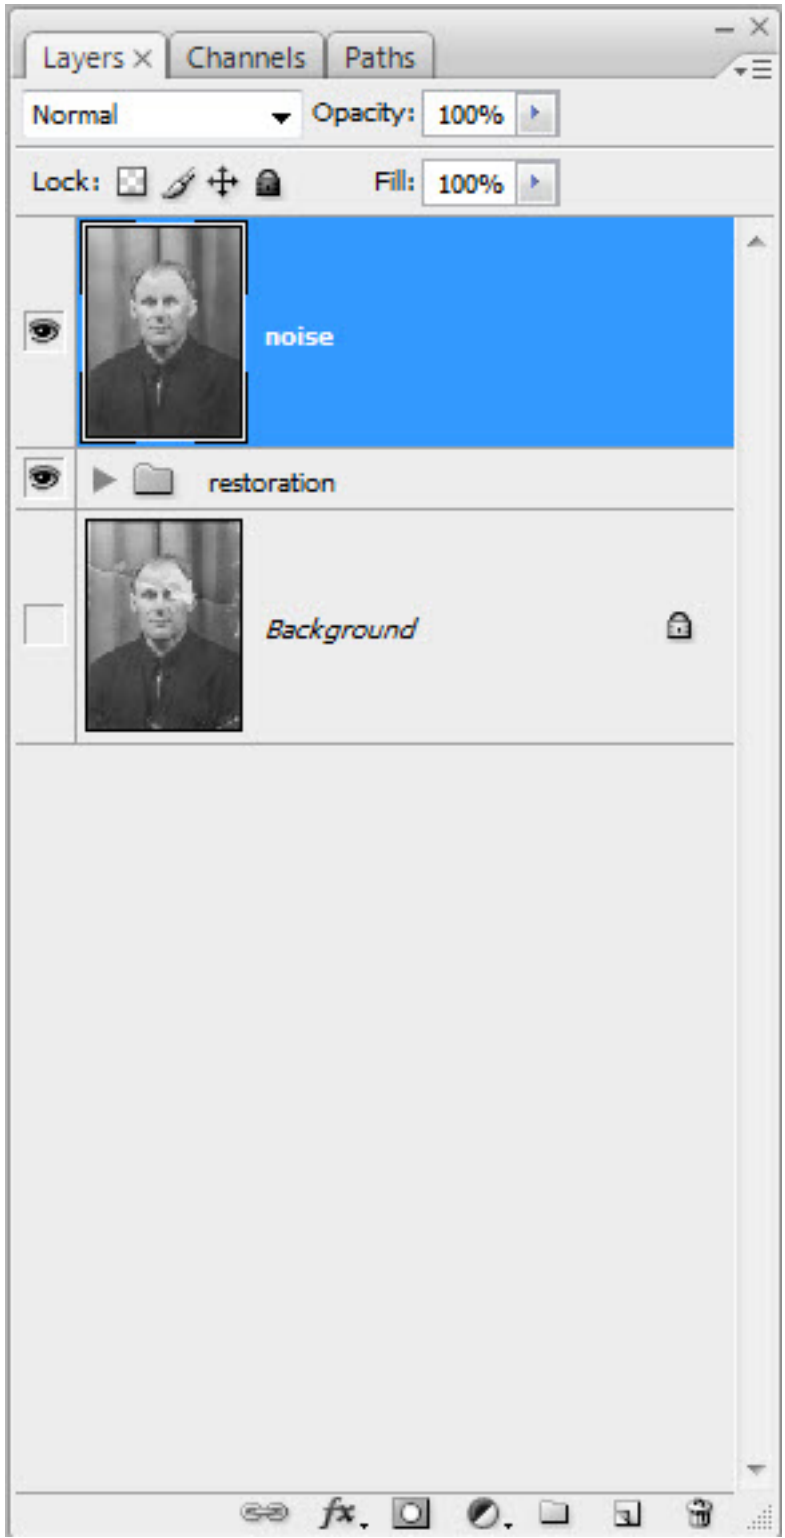 Layers Channels Paths
Normal Opacity: 100%
Lock: Fill: 100%
noise
restoration
Background
fx.